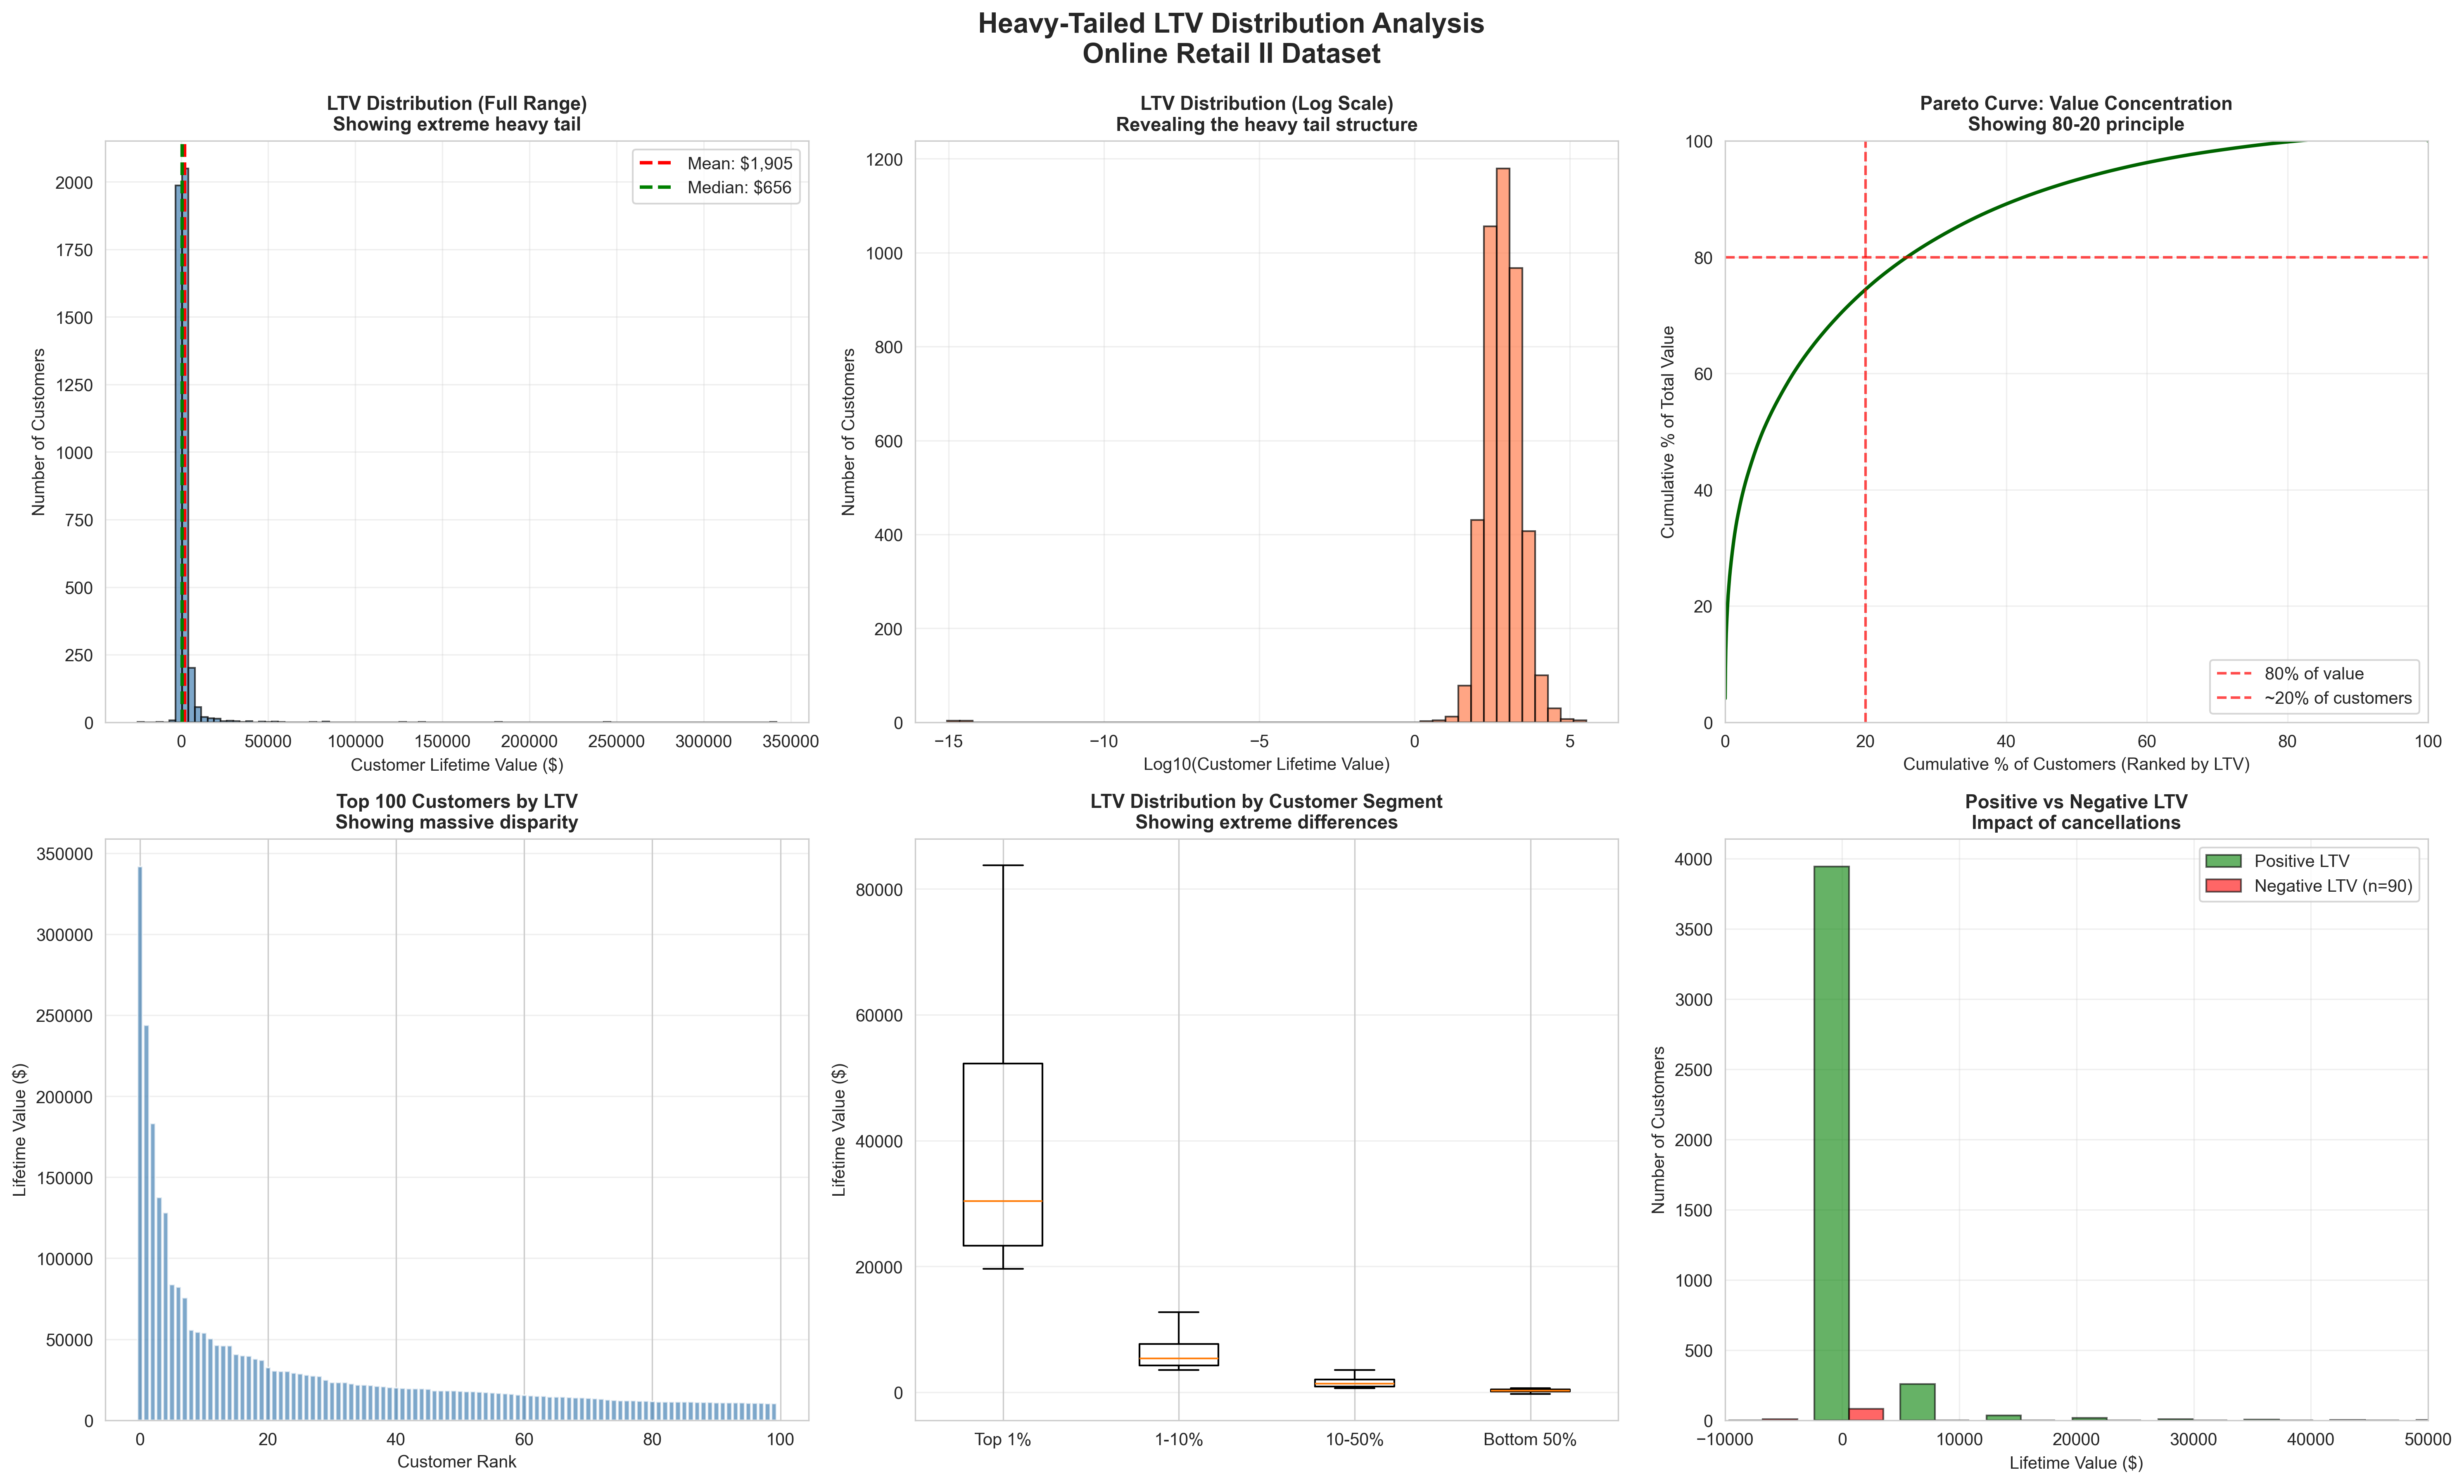 Heavy-Tailed LTV Distribution Analysis
Online Retail II Dataset
LTV Distribution (Full Range)
Showing extreme heavy tail
Number of Customers
2000
1750
1500
1250
1000
750
500
250
0
Mean: $1,905
Median: $656
0
50000
100000
150000
200000
250000
300000
350000
Customer Lifetime Value ($)
LTV Distribution (Log Scale)
Revealing the heavy tail structure
Number of Customers
1200
1000
800
600
400
200
0
−15
−10
−5
0
5
Log10(Customer Lifetime Value)
Pareto Curve: Value Concentration
Showing 80-20 principle
Cumulative % of Total Value
100
80
60
40
20
0
80% of value
~20% of customers
0
20
40
60
80
100
Cumulative % of Customers (Ranked by LTV)
Top 100 Customers by LTV
Showing massive disparity
Lifetime Value ($)
350000
300000
250000
200000
150000
100000
50000
0
0
20
40
60
80
100
Customer Rank
LTV Distribution by Customer Segment
Showing extreme differences
Lifetime Value ($)
80000
60000
40000
20000
0
Top 1%
1-10%
10-50%
Bottom 50%
Positive vs Negative LTV
Impact of cancellations
Number of Customers
4000
3500
3000
2500
2000
1500
1000
500
0
Positive LTV
Negative LTV (n=90)
−10000
0
10000
20000
30000
40000
50000
Lifetime Value ($)